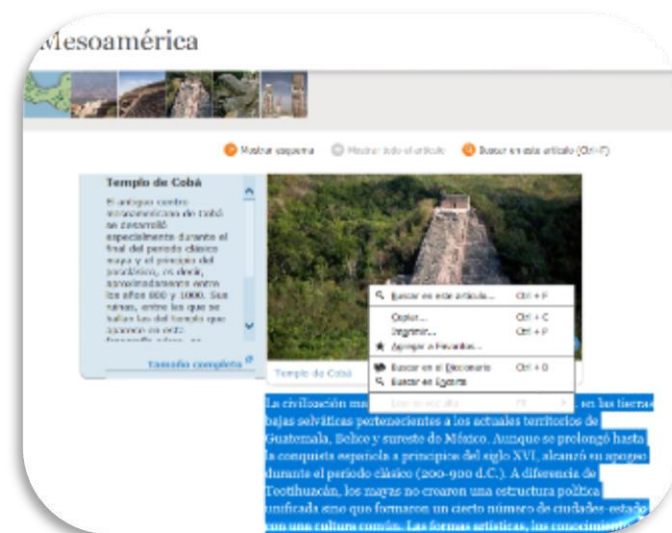 Mesoamérica
Mostrar esquema Mostrar todo el artículo Buscar en este artículo (Ctrl+F)
Templo de Cobá
El antiguo centro
mesoamericano de Cobá
se desarrolló
especialmente durante el
final del periodo clásico
maya y el principio del
posclásico, es decir,
aproximadamente entre
los años 800 y 1000. Sus
ruinas, entre las que se
hallan las del templo que
aparece en esta
Tamaño completo
Templo de Cobá
Buscar en este artículo... Ctrl + F
Copiar... Ctrl + C
Imprimir... Ctrl + P
Agregar a Favoritos...
Buscar en el Diccionario Ctrl + D
Buscar en Encarta
La civilización en las tierras
bajas selváticas pertenecientes a los actuales territorios de
Guatemala, Belice y sureste de México. Aunque se prolongó hasta
la conquista española a principios del siglo XVI, alcanzó su apogeo
durante el periodo clásico (200-900 d.C.). A diferencia de
Teotihuacán, los mayas no crearon una estructura política
unificada sino que formaron un cierto número de ciudades-estado
con una cultura común. Las formas artísticas, los